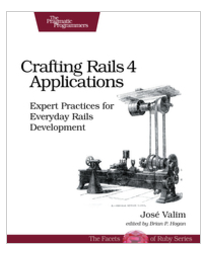 The
Pragmatic
Programmers
Crafting Rails 4
Applications
Expert Practices for
Everyday Rails
Development
José Valim
edited by Brian P. Hogan
The Facets of Ruby Series